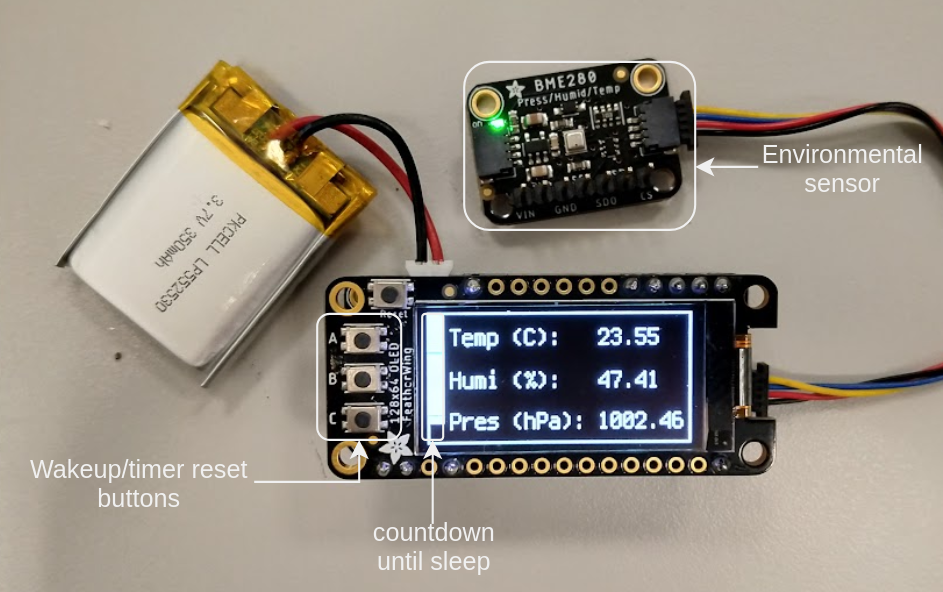 BME280
Press/Humid/Temp
on
VIN GND SDO CS
Environmental
sensor
3.7V 350mAh
PKCELL LP552530
Reset
A
B
C
128x64 OLED
FeatherWing
Temp (C): 23.55
Humi (%): 47.41
Pres (hPa): 1002.46
Wakeup/timer reset
buttons
countdown
until sleep